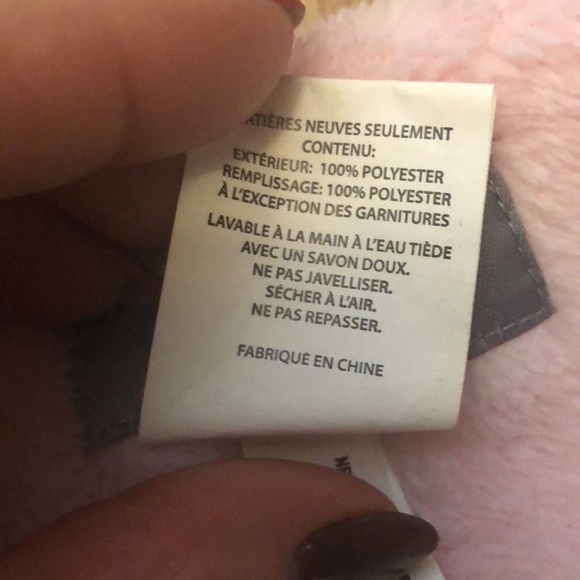 NEUVES SEULEMENT
CONTENU:
EXTÉRIEUR: 100% POLYESTER
REMPLISSAGE: 100% POLYESTER
À L'EXCEPTION DES GARNITURES
LAVABLE À LA MAIN À L'EAU TIÈDE
AVEC UN SAVON DOUX.
NE PAS JAVELLISER.
SÉCHER À L'AIR.
NE PAS REPASSER.
FABRIQUÉ EN CHINE